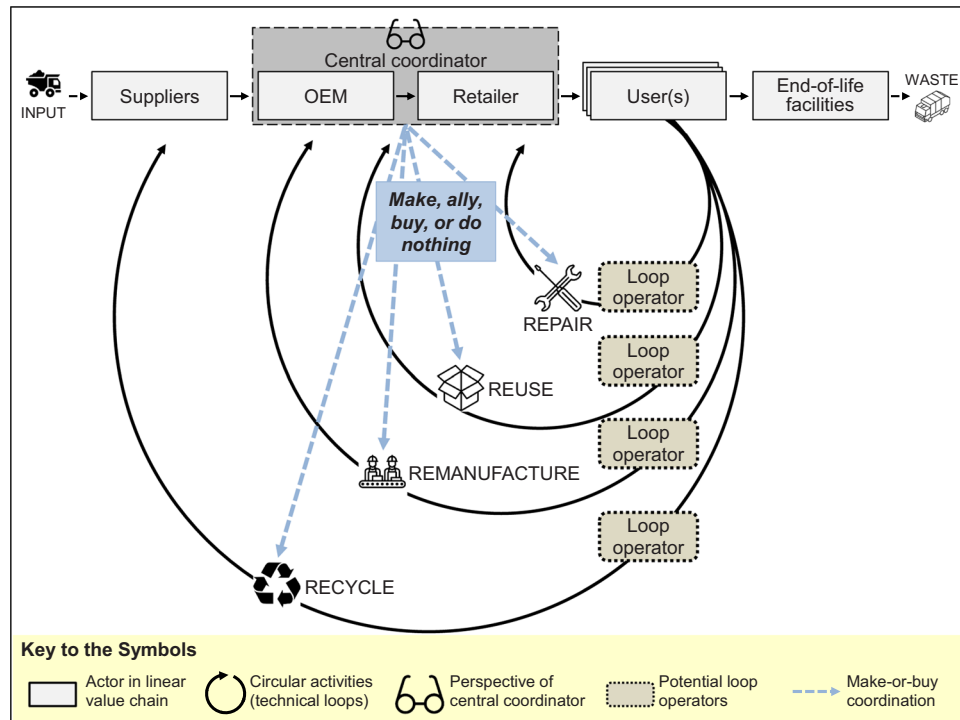 Central coordinator
INPUT
Suppliers
OEM
Retailer
User(s)
End-of-life
facilities
WASTE
Make, ally,
buy, or do
nothing
Loop
operator
REPAIR
Loop
operator
REUSE
Loop
operator
REMANUFACTURE
Loop
operator
RECYCLE
Key to the Symbols
Actor in linear
value chain
Circular activities
(technical loops)
Perspective of
central coordinator
Potential loop
operators
Make-or-buy
coordination